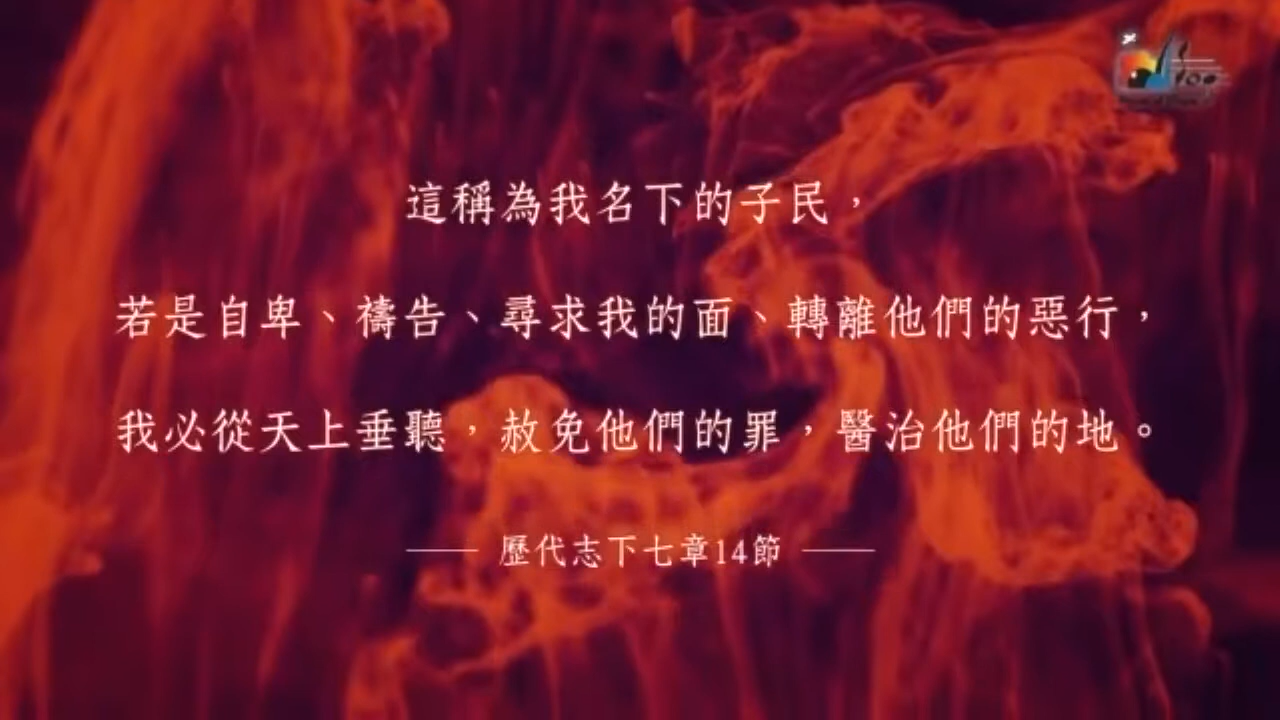 這稱為我名下的子民，
若是自卑、禱告、尋求我的面、轉離他們的惡行，
我必從天上垂聽，赦免他們的罪，醫治他們的地。
歷代志下七章14節